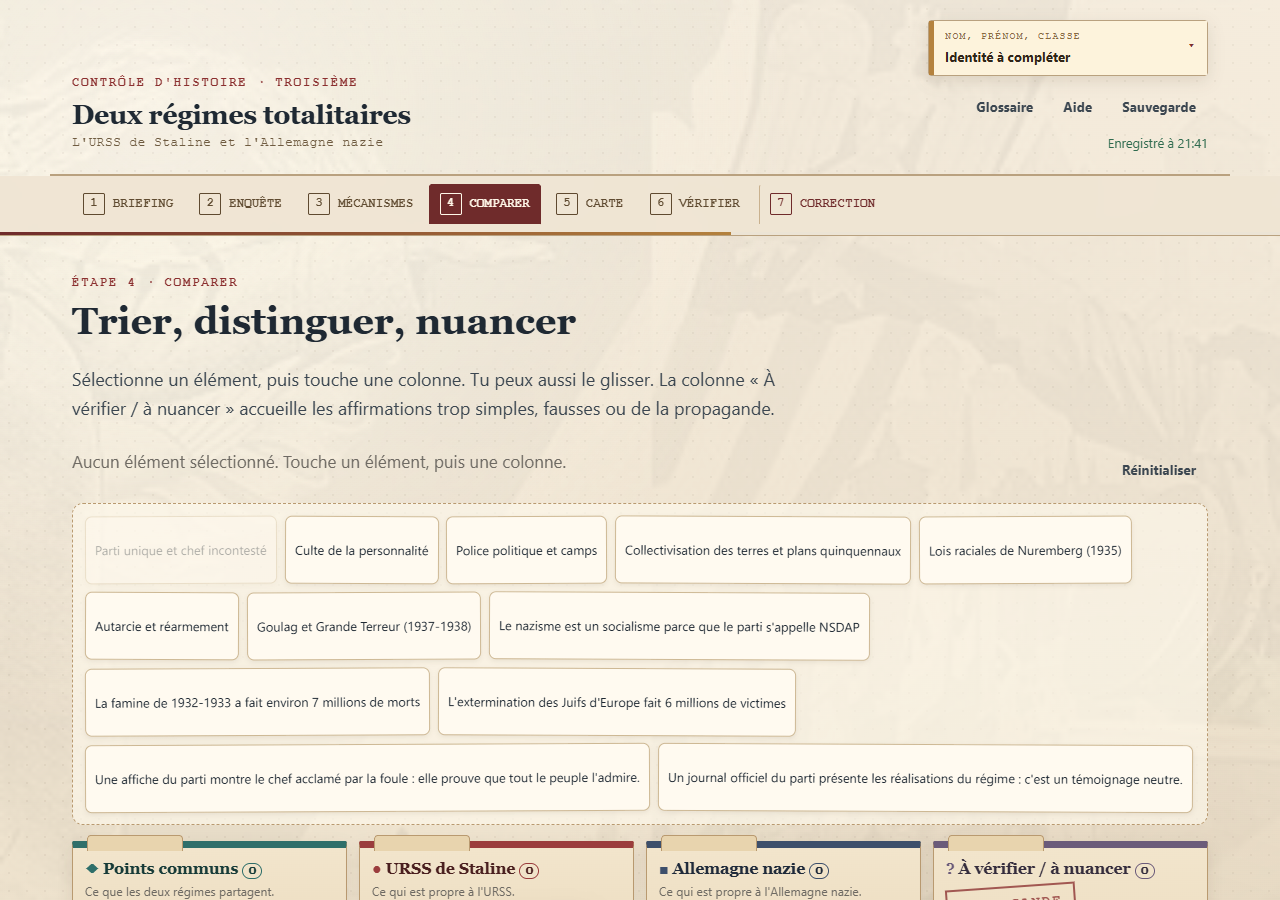 NOM, PRÉNOM, CLASSE
Identité à compléter
CONTRÔLE D'HISTOIRE · TROISIÈME
Deux régimes totalitaires
L'URSS de Staline et l'Allemagne nazie
Glossaire Aide Sauvegarde
Enregistré à 21:41
1 BRIEFING 2 ENQUÊTE 3 MÉCANISMES 4 COMPARER 5 CARTE 6 VÉRIFIER 7 CORRECTION
ÉTAPE 4 · COMPARER
Trier, distinguer, nuancer
Sélectionne un élément, puis touche une colonne. Tu peux aussi le glisser. La colonne « À
vérifier / à nuancer » accueille les affirmations trop simples, fausses ou de la propagande.
Aucun élément sélectionné. Touche un élément, puis une colonne.
Réinitialiser
Parti unique et chef incontesté Culte de la personnalité Police politique et camps Collectivisation des terres et plans quinquennaux Lois raciales de Nuremberg (1935)
Autarcie et réarmement Goulag et Grande Terreur (1937-1938) Le nazisme est un socialisme parce que le parti s'appelle NSDAP
La famine de 1932-1933 a fait environ 7 millions de morts L'extermination des Juifs d'Europe fait 6 millions de victimes
Une affiche du parti montre le chef acclamé par la foule : elle prouve que tout le peuple l'admire. Un journal officiel du parti présente les réalisations du régime : c'est un témoignage neutre.
Points communs 0 URSS de Staline 0 Allemagne nazie 0 ? À vérifier / à nuancer 0
Ce que les deux régimes partagent. Ce qui est propre à l'URSS. Ce qui est propre à l'Allemagne nazie.